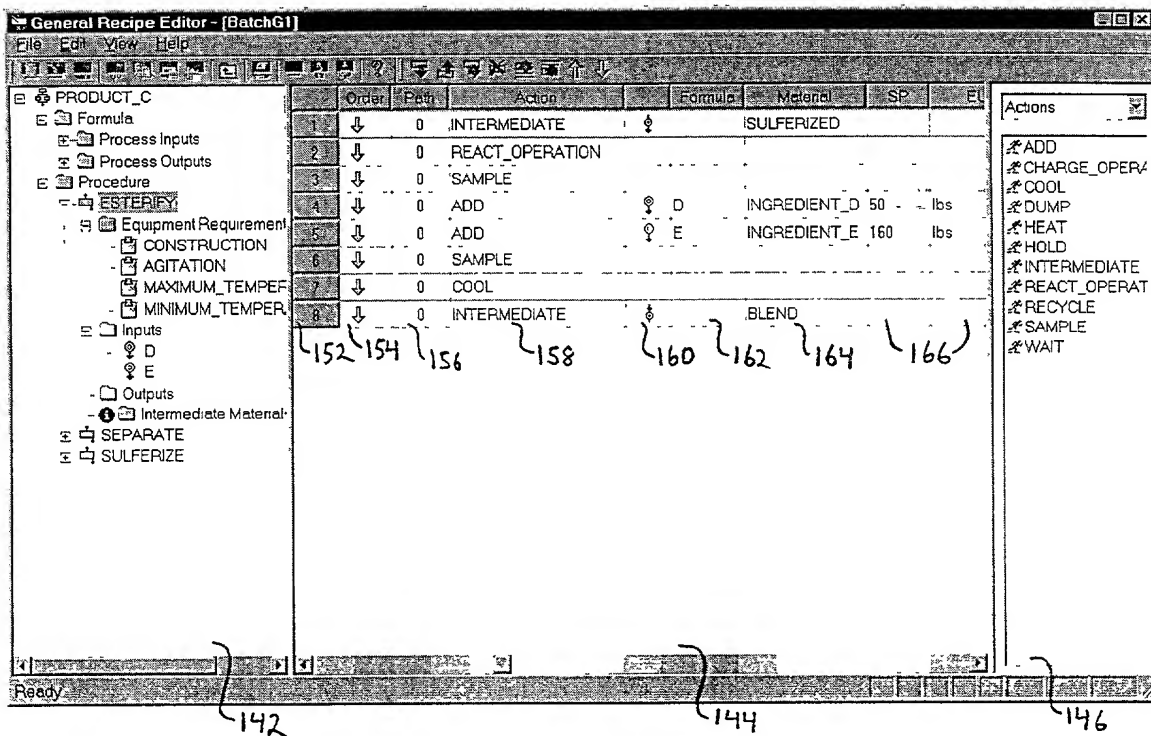 General Recipe Editor - [BatchG1]
File Edit View Help
PRODUCT_C
Formula
Process Inputs
Process Outputs
Procedure
ESTERIFY
Equipment Requirement
CONSTRUCTION
AGITATION
MAXIMUM_TEMPEF
MINIMUM_TEMPER
Inputs
D
E
Outputs
Intermediate Material
SEPARATE
SULFERIZE
Order Path Action Formula Material SP EU
1 0 INTERMEDIATE SULFERIZED
2 0 REACT_OPERATION
3 0 SAMPLE
4 0 ADD D INGREDIENT_D 50 lbs
5 0 ADD E INGREDIENT_E 160 lbs
6 0 SAMPLE
7 0 COOL
8 0 INTERMEDIATE BLEND
152 154 156 158 160 162 164 166
Actions
ADD
CHARGE_OPERA
COOL
DUMP
HEAT
HOLD
INTERMEDIATE
REACT_OPERAT
RECYCLE
SAMPLE
WAIT
Ready
142 144 146